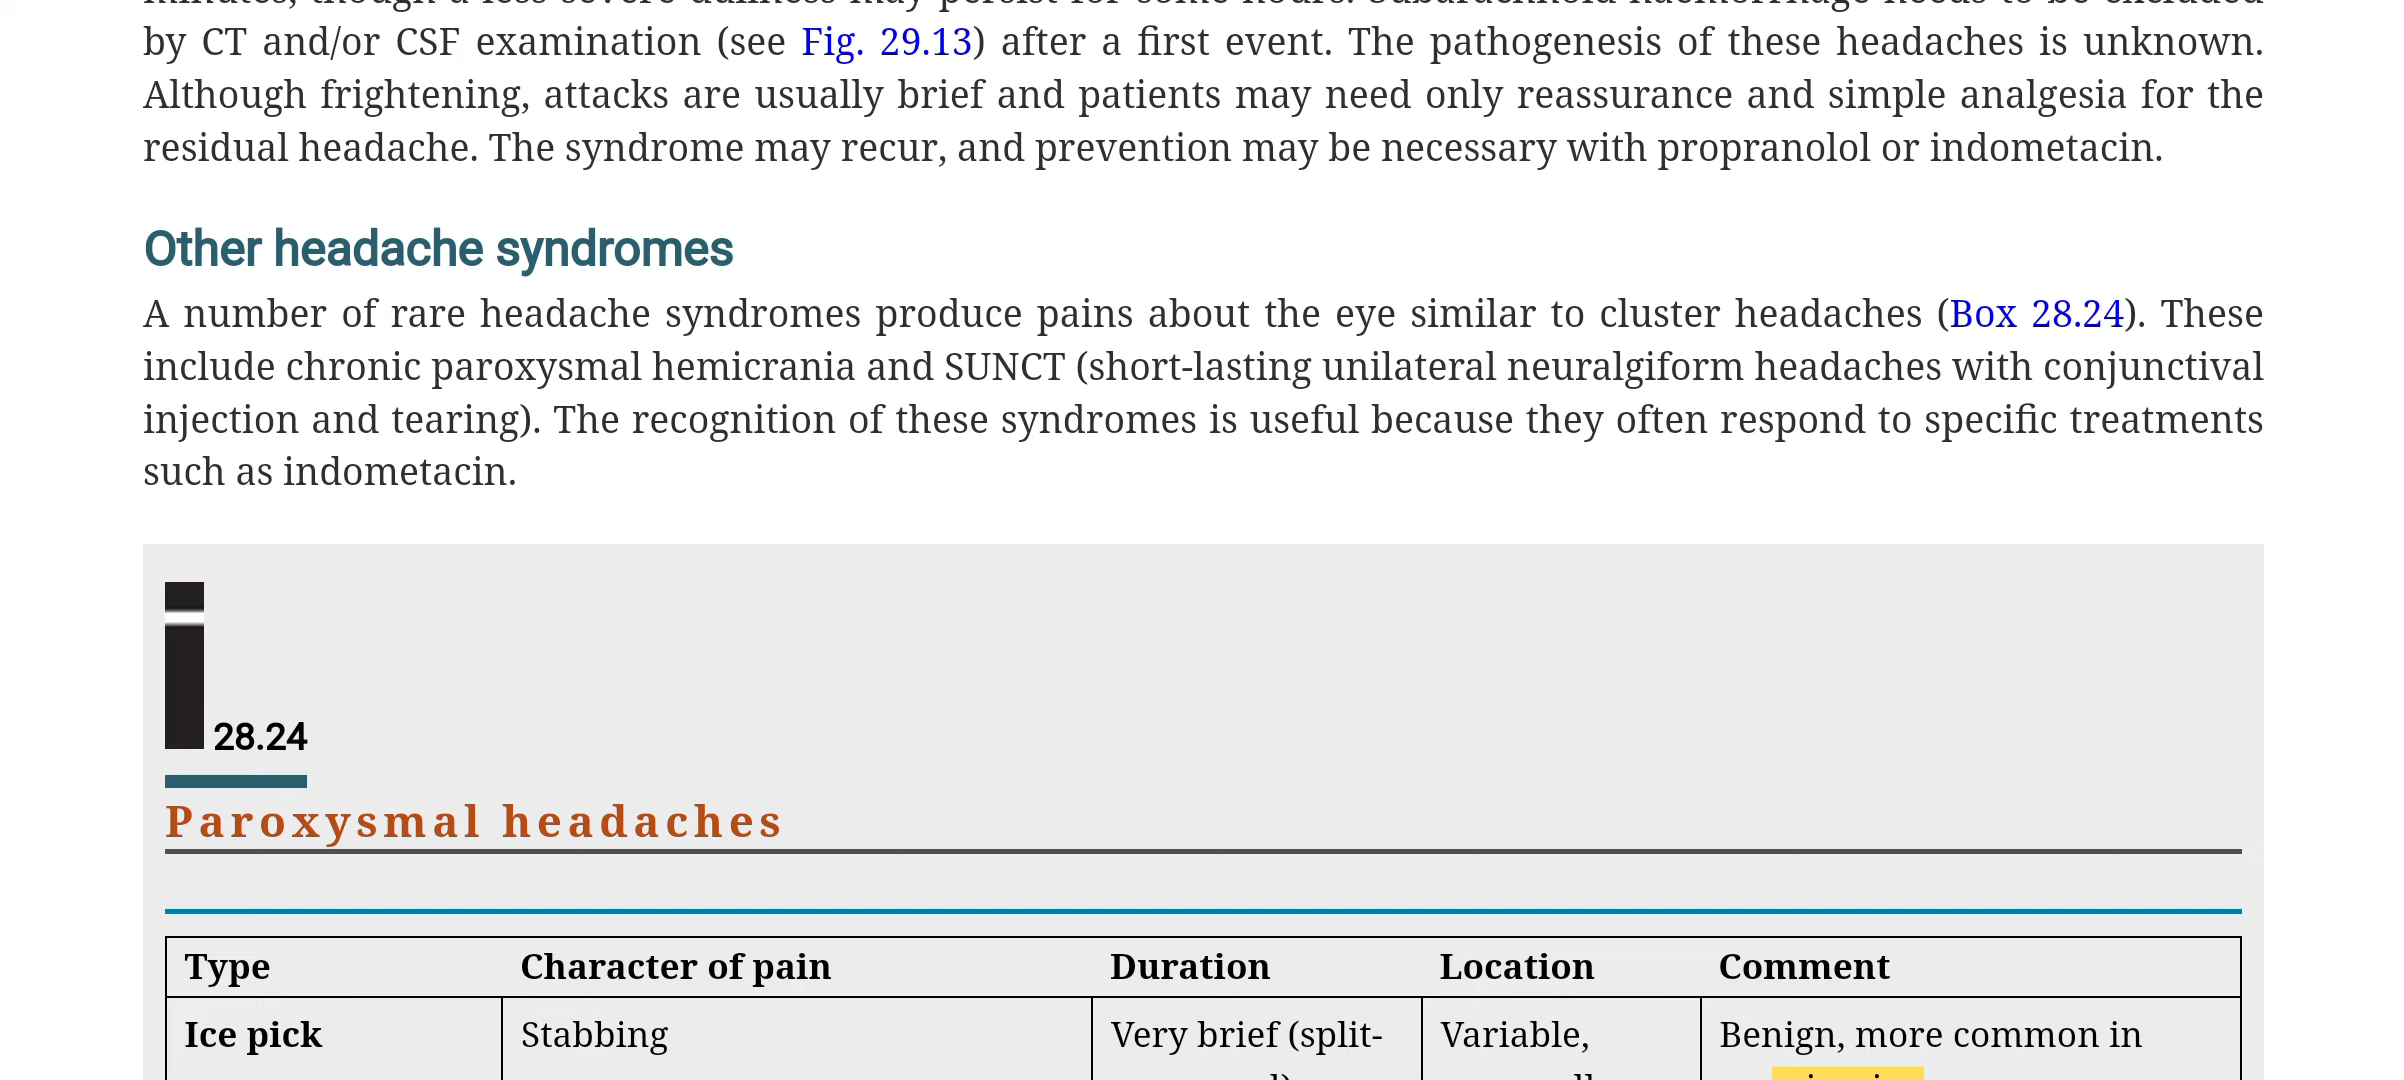 by CT and/or CSF examination (see Fig. 29.13) after a first event. The pathogenesis of these headaches is unknown.
Although frightening, attacks are usually brief and patients may need only reassurance and simple analgesia for the
residual headache. The syndrome may recur, and prevention may be necessary with propranolol or indometacin.
Other headache syndromes
A number of rare headache syndromes produce pains about the eye similar to cluster headaches (Box 28.24). These
include chronic paroxysmal hemicrania and SUNCT (short-lasting unilateral neuralgiform headaches with conjunctival
injection and tearing). The recognition of these syndromes is useful because they often respond to specific treatments
such as indometacin.
i 28.24
Paroxysmal headaches
Type Character of pain Duration Location Comment
Ice pick Stabbing Very brief (split- Variable, Benign, more common in